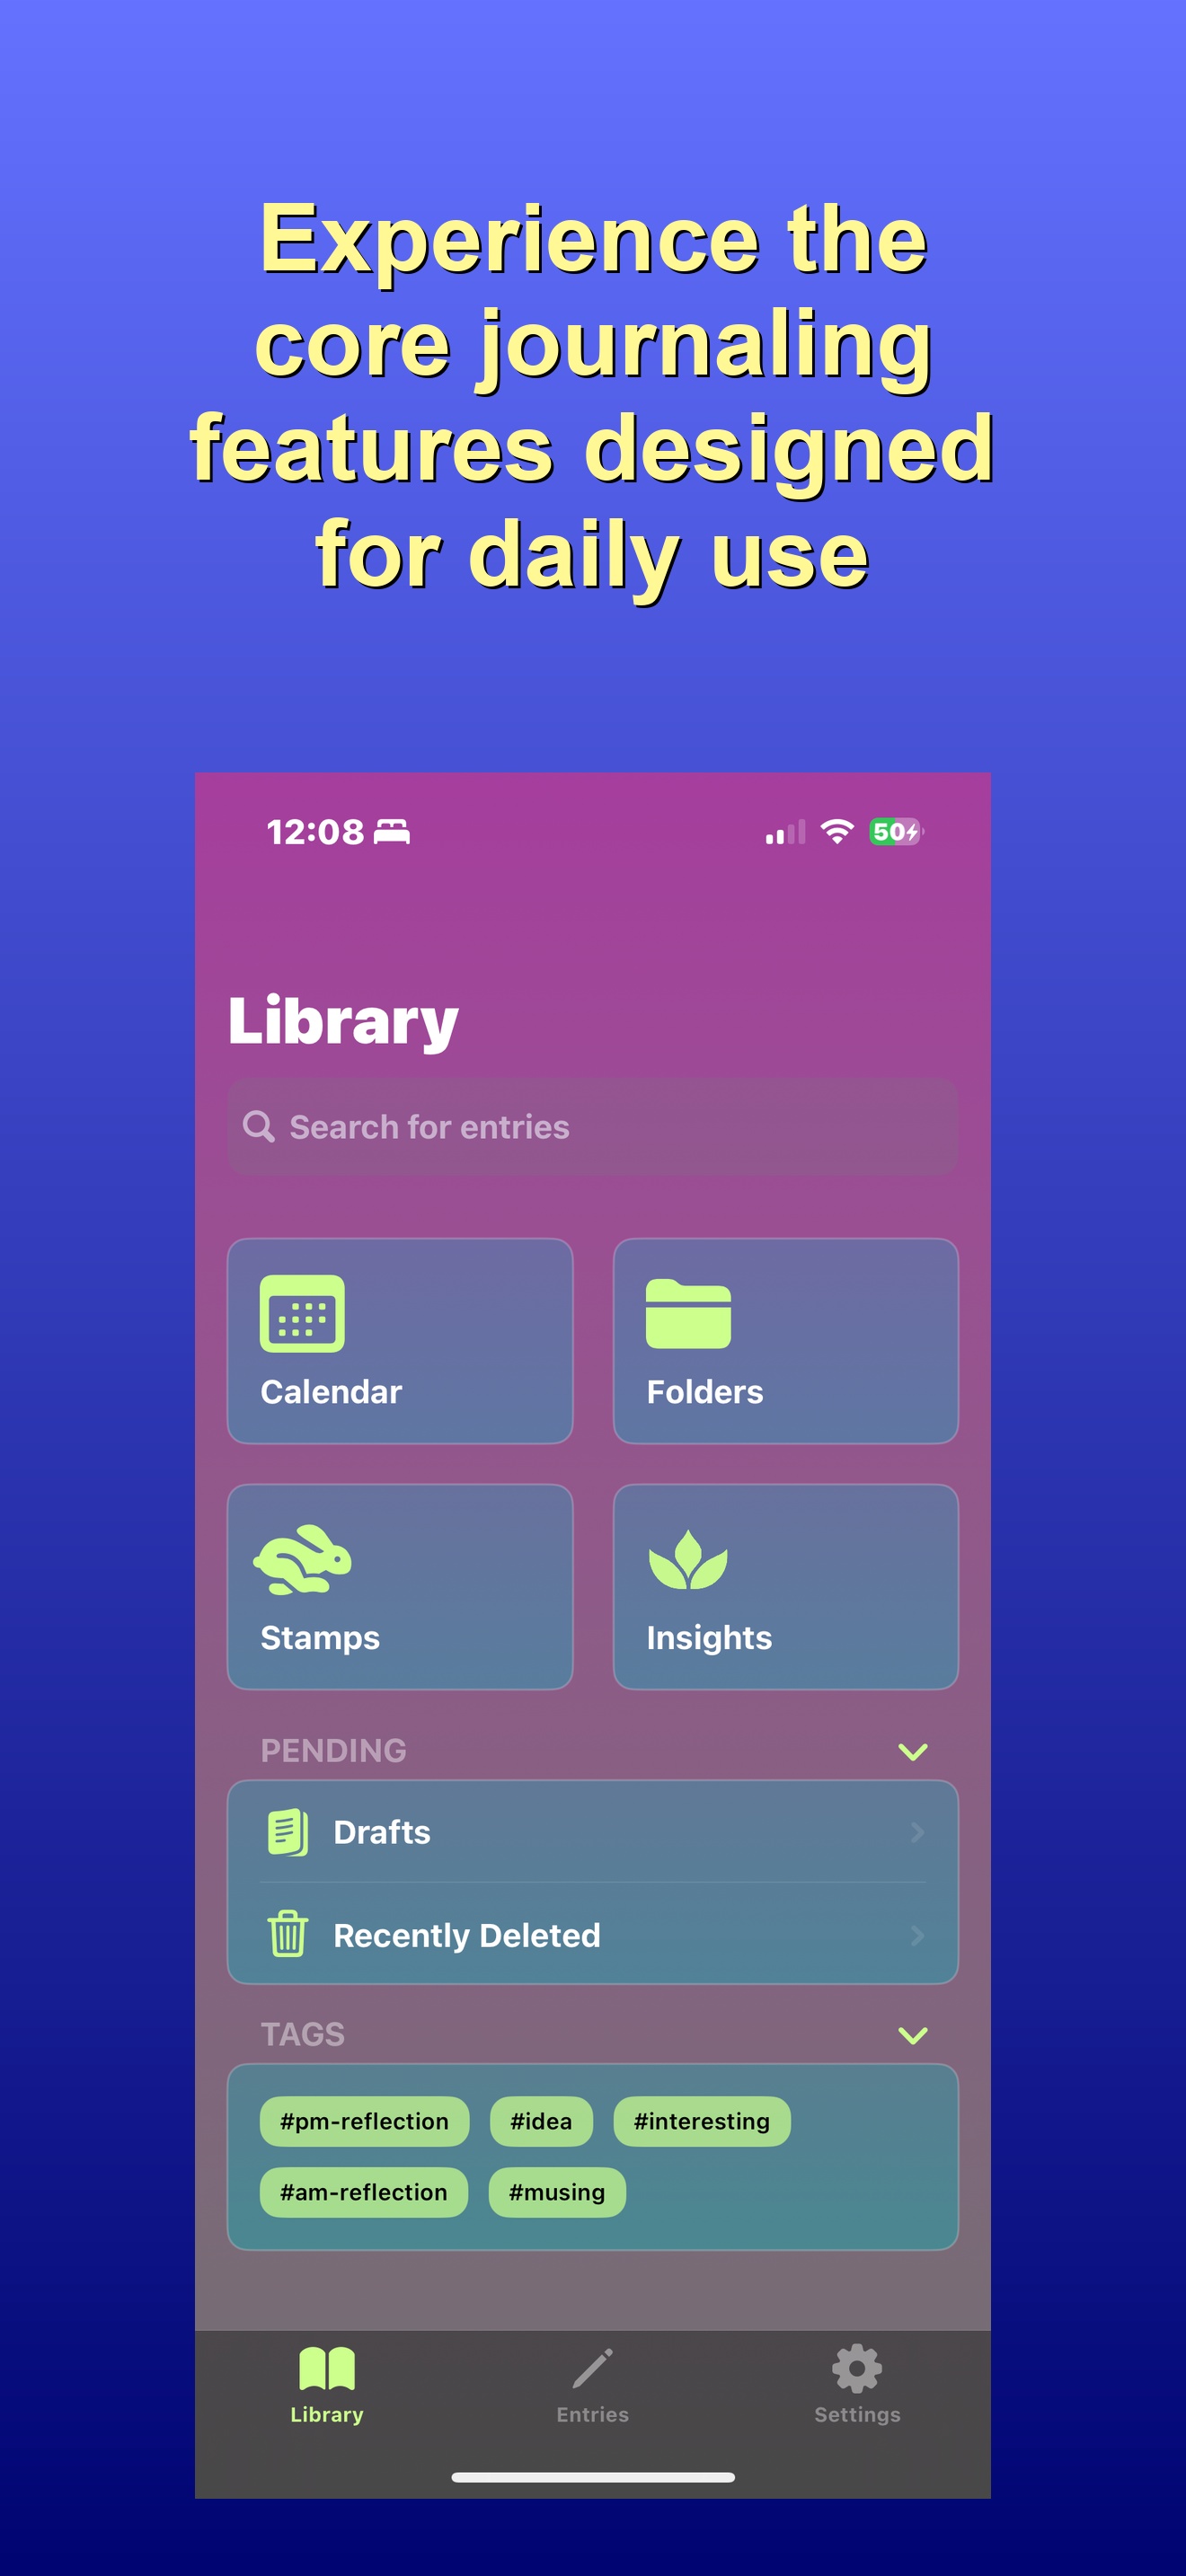 Experience the
core journaling
features designed
for daily use
12:08
50
Library
Search for entries
Calendar
Folders
Stamps
Insights
PENDING
Drafts
Recently Deleted
TAGS
#pm-reflection #idea #interesting
#am-reflection #musing
Library
Entries
Settings